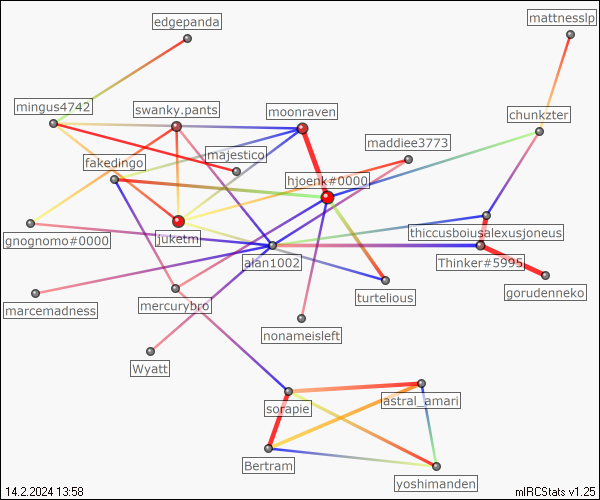 edgepanda
mattnesslp
mingus4742
swanky.pants
moonraven
chunkzter
maddiee3773
majestico
fakedingo
hjoenk#0000
gnognomo#0000
Juketm
thiccusboiusalexusjoneus
alan1002
Thinker#5995
gorudenneko
turtelious
marcemadness
mercurybro
nonameisleft
Wyatt
sorapie
astral_amari
Bertram
yoshimanden
14.2.2024 13:58
mIRCStats v1.25